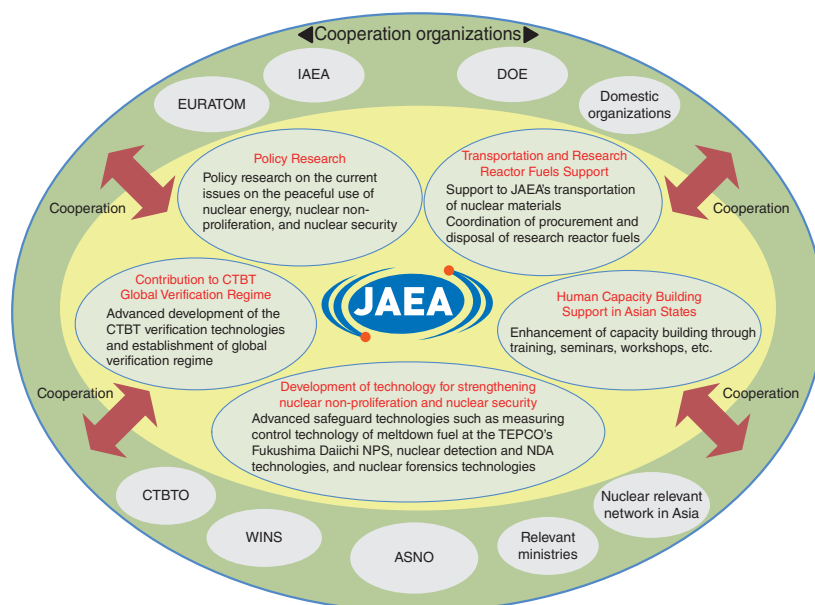 Cooperation organizations
IAEA
DOE
EURATOM
Domestic
organizations
Policy Research
Policy research on the current
issues on the peaceful use of
nuclear energy, nuclear non-
proliferation, and nuclear security
Transportation and Research
Reactor Fuels Support
Support to JAEA's transportation
of nuclear materials
Coordination of procurement and
disposal of research reactor fuels
Cooperation
Cooperation
Contribution to CTBT
Global Verification Regime
Advanced development of the
CTBT verification technologies
and establishment of global
verification regime
JAEA
Human Capacity Building
Support in Asian States
Enhancement of capacity building through
training, seminars, workshops, etc.
Cooperation
Cooperation
Development of technology for strengthening
nuclear non-proliferation and nuclear security
Advanced safeguard technologies such as measuring
control technology of meltdown fuel at the TEPCO's
Fukushima Daiichi NPS, nuclear detection and NDA
technologies, and nuclear forensics technologies
CTBTO
WINS
ASNO
Relevant
ministries
Nuclear relevant
network in Asia